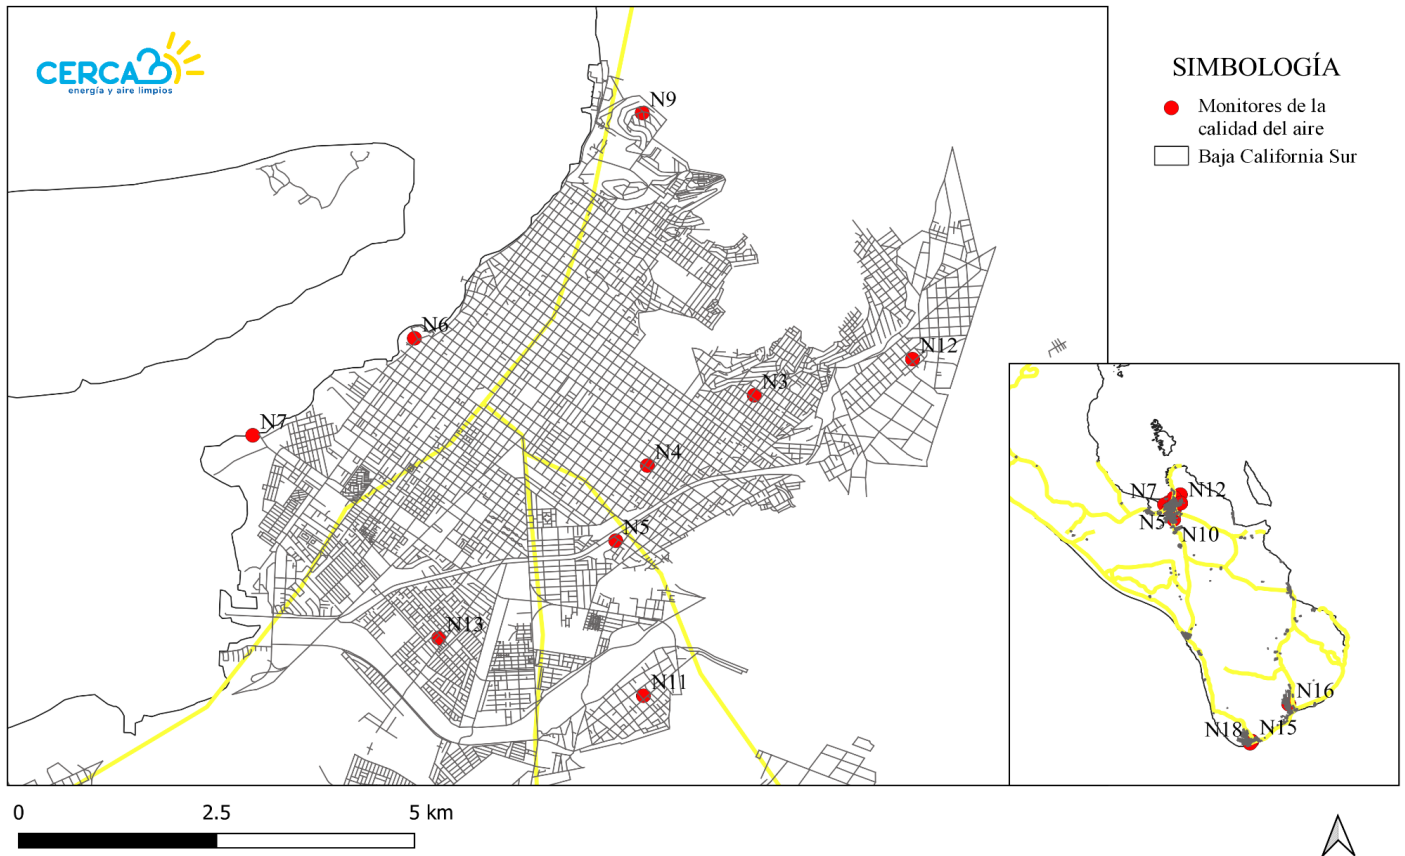 CERCA
energía y aire limpios
SIMBOLOGÍA
Monitores de la
calidad del aire
Baja California Sur
N9
N6
N12
N3
N7
N4
N5
N13
N11
N7
N12
N5
N10
N16
N18
N15
0
2.5
5 km